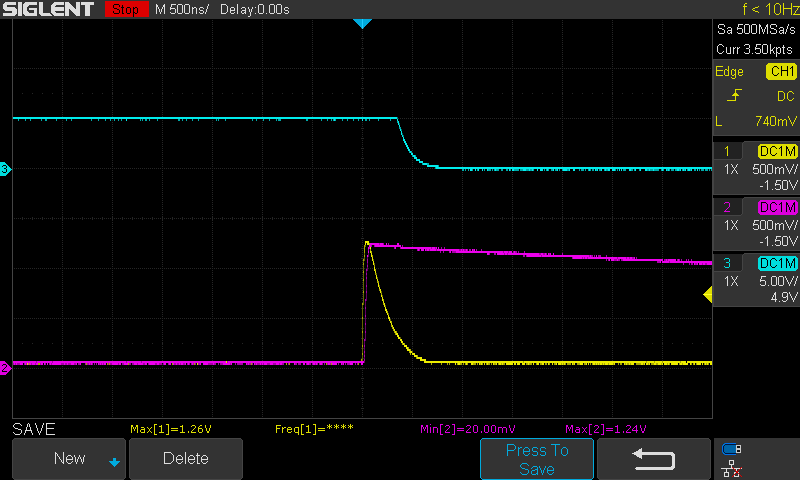 SIGLENT Stop M 500ns/ Delay:0.00s f < 10Hz
Sa 500MSa/s
Curr 3.50kpts
Edge CH1
DC
L 740mV
1 DC1M
1X 500mV/
-1.50V
2 DC1M
1X 500mV/
-1.50V
3 DC1M
1X 5.00V/
4.9V
3
2
SAVE Max[1]=1.26V Freq[1]=**** Min[2]=20.00mV Max[2]=1.24V
New Delete Press To
Save